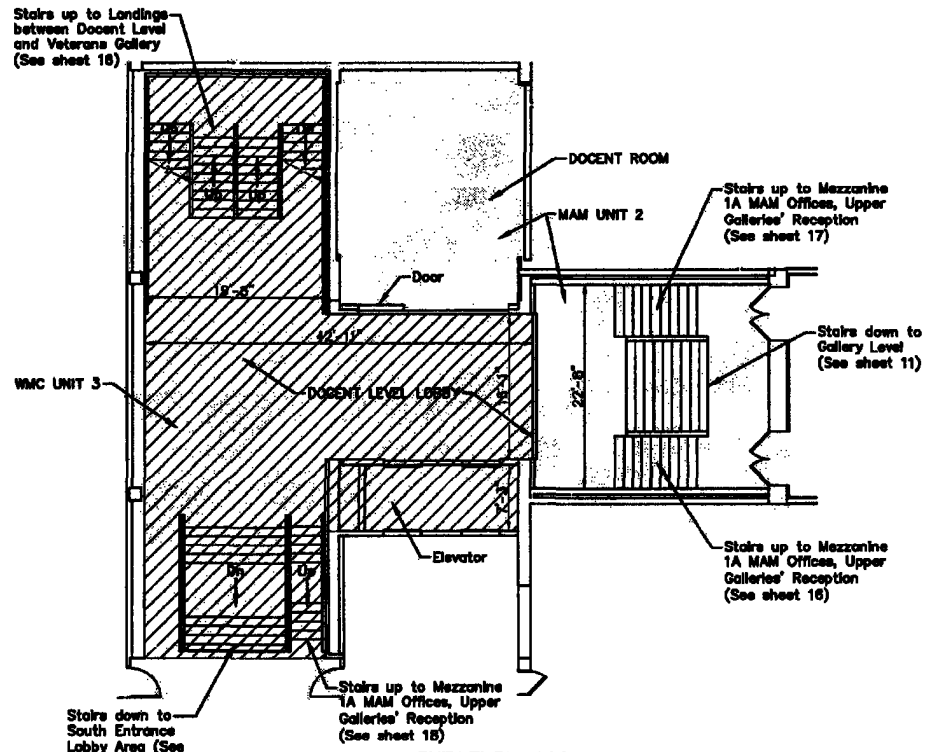 Stairs up to Landings
between Docent Level
and Veterans Gallery
(See sheet 16)
DOCENT ROOM
MAM UNIT 2
Stairs up to Mezzanine
1A MAM Offices, Upper
Galleries' Reception
(See sheet 17)
Up
Up
Door
19'-5"
42'-11"
Stairs down to
Gallery Level
(See sheet 11)
WMC UNIT 3
DOCENT LEVEL LOBBY
22'-6"
Elevator
Dn
Up
Stairs up to Mezzanine
1A MAM Offices, Upper
Galleries' Reception
(See sheet 16)
Stairs up to Mezzanine
1A MAM Offices, Upper
Galleries' Reception
(See sheet 18)
Stairs down to
South Entrance
Lobby Area (See